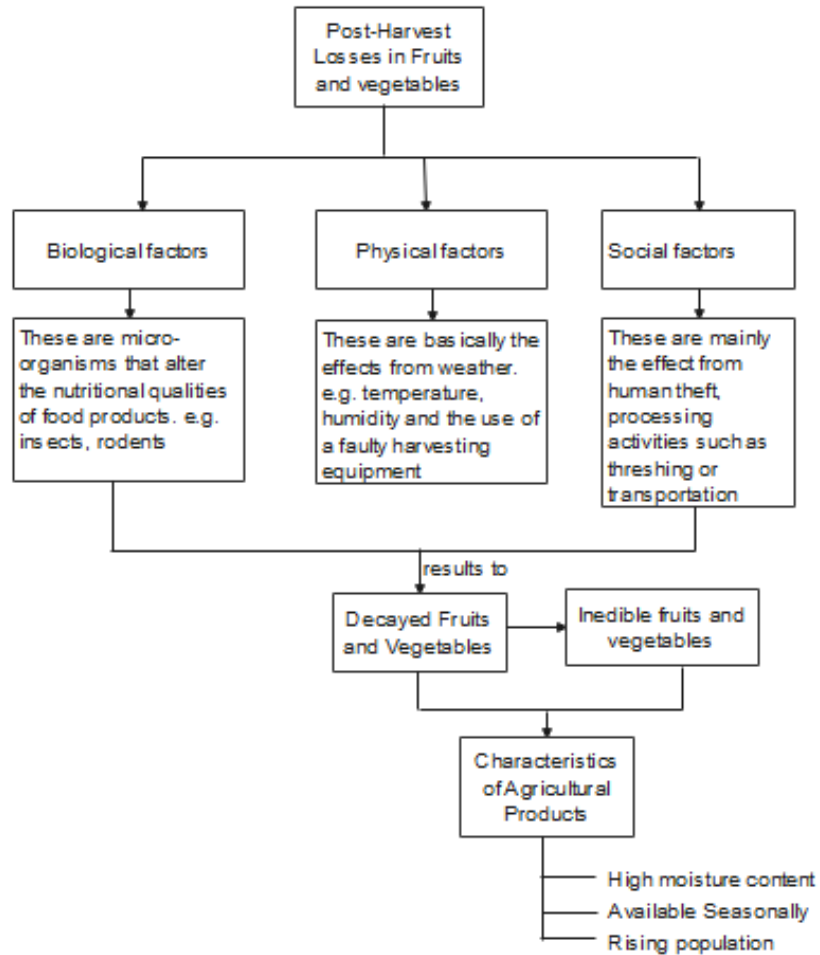 Post-Harvest
Losses in Fruits
and vegetables
Biological factors
Physical factors
Social factors
These are micro-
organisms that alter
the nutritional qualities
of food products. e.g.
insects, rodents
These are basically the
effects from weather.
e.g. temperature,
humidity and the use of
a faulty harvesting
equipment
These are mainly
the effect from
human theft,
processing
activities such as
threshing or
transportation
results to
Decayed Fruits
and Vegetables
Inedible fruits and
vegetables
Characteristics
of Agricultural
Products
High moisture content
Available Seasonally
Rising population